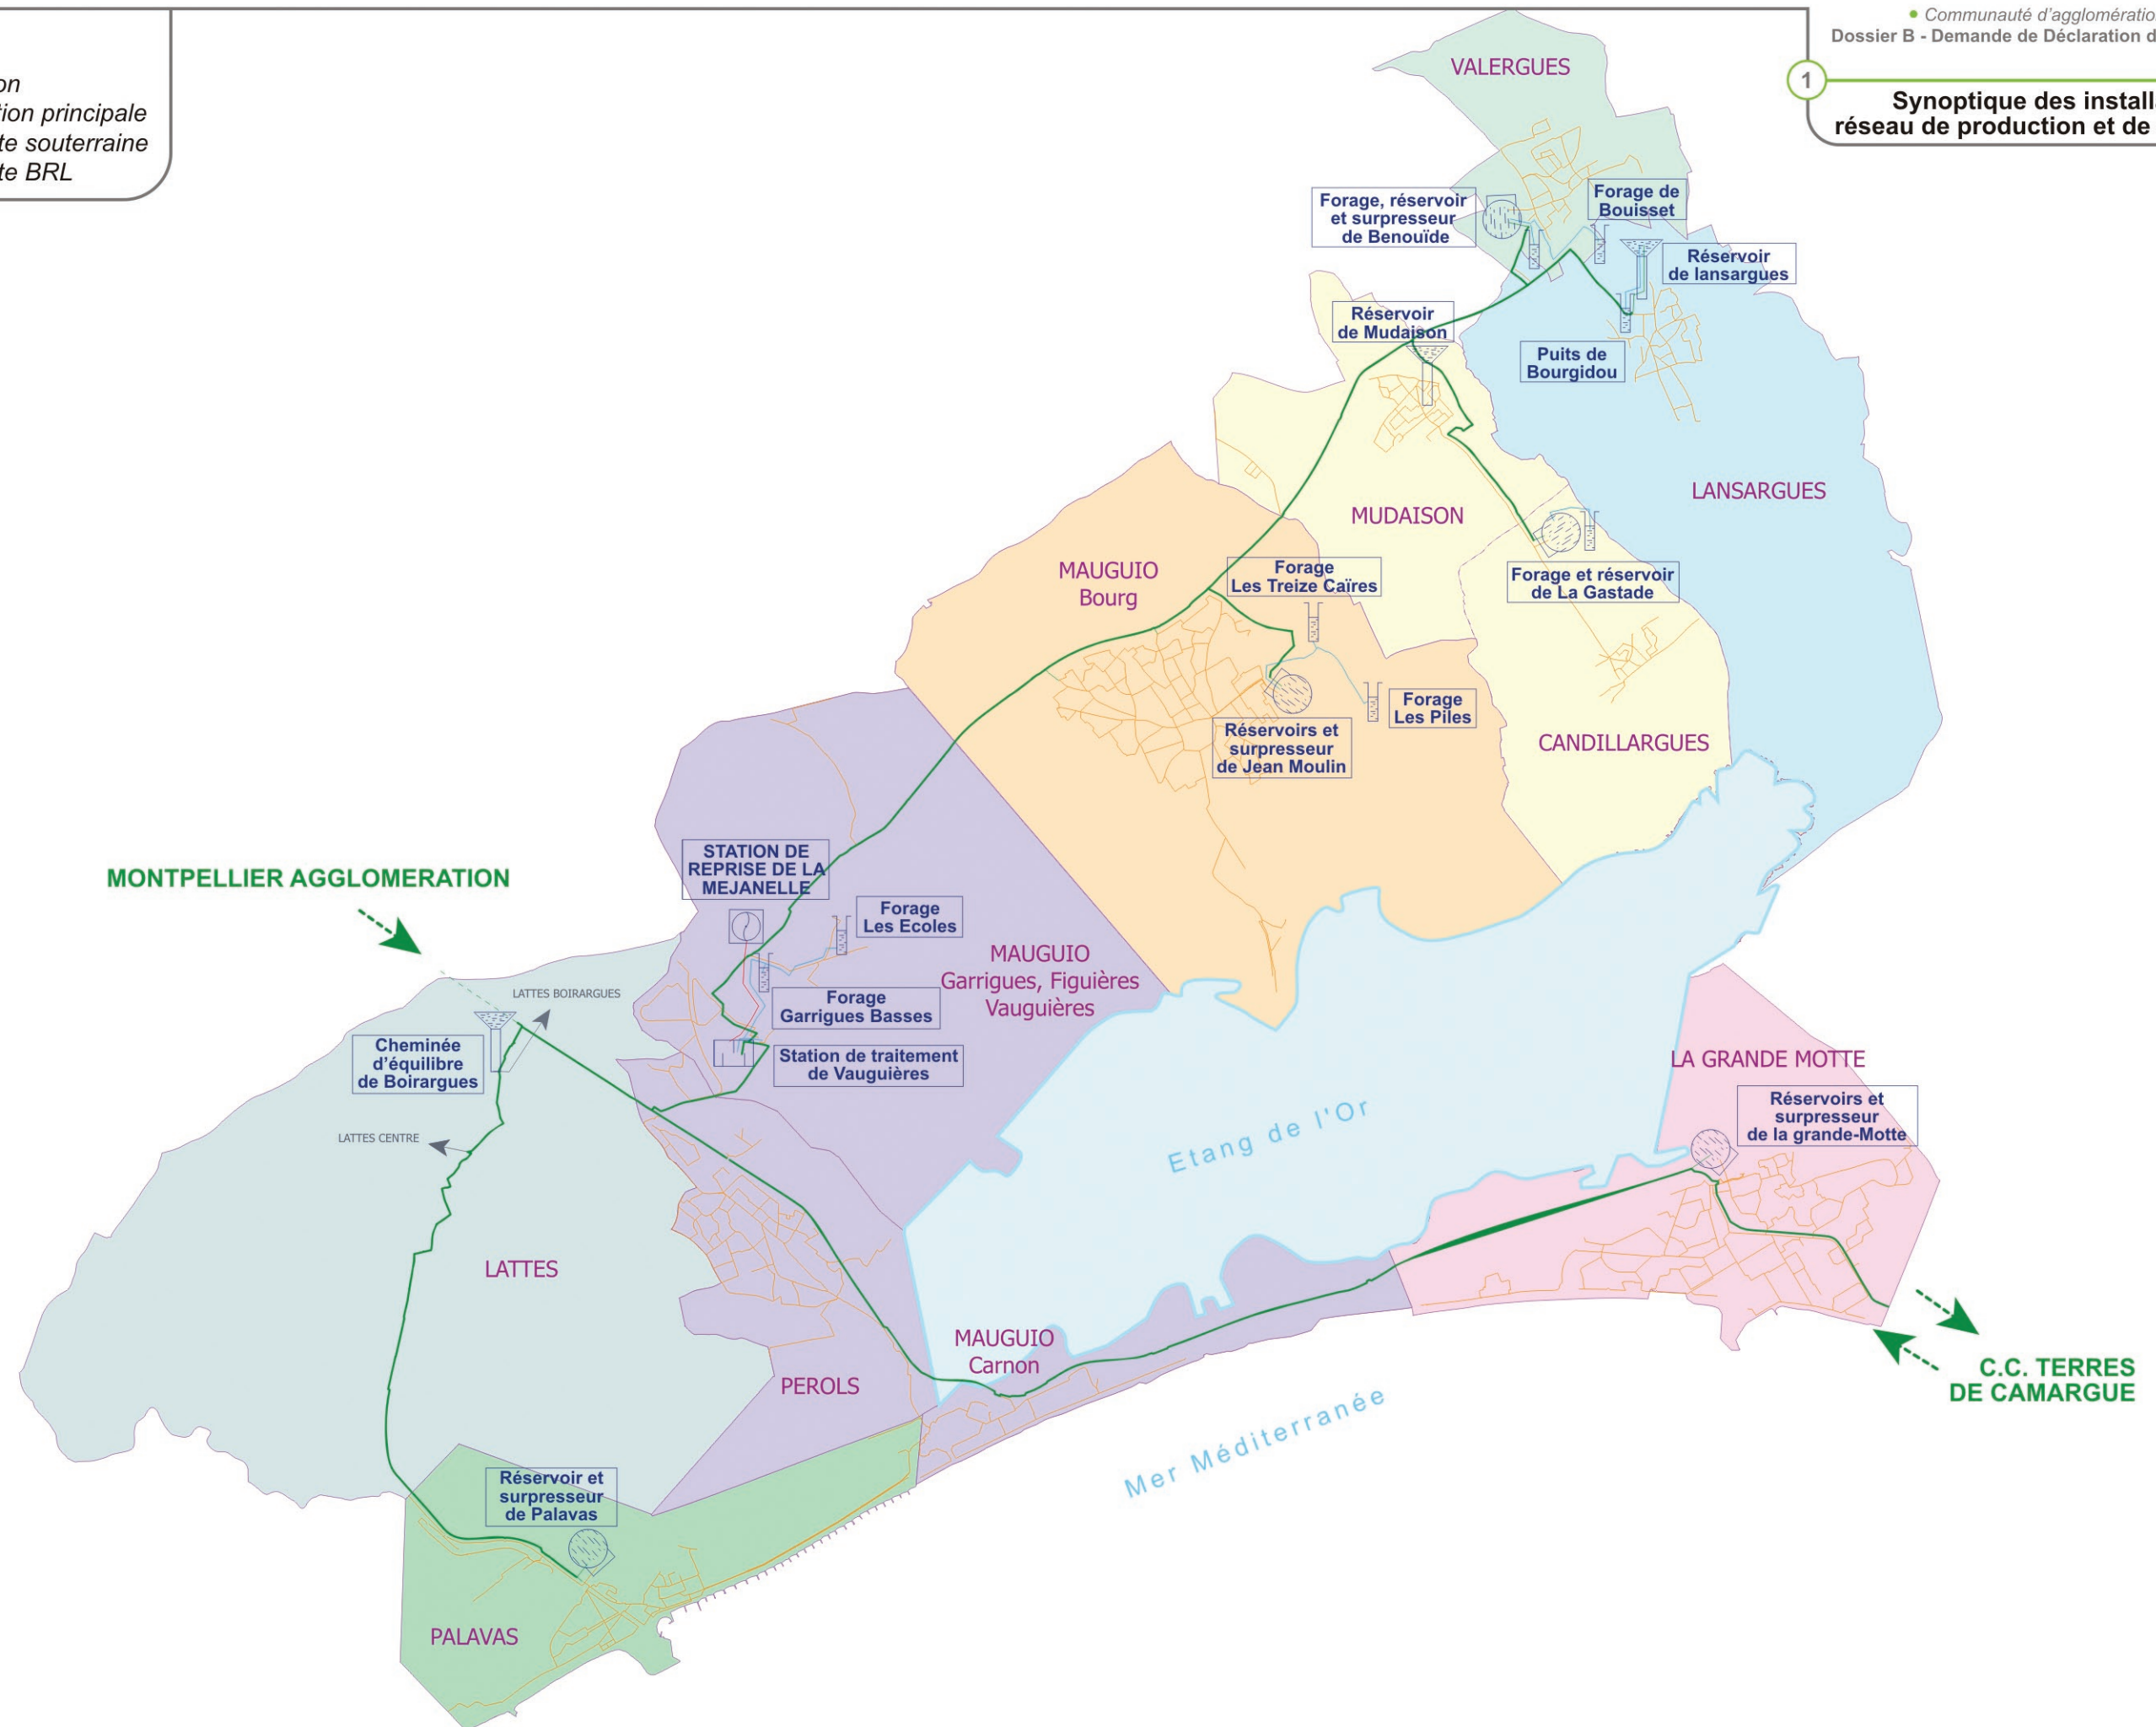 on
tion principale
te souterraine
te BRL
• Communauté d'agglomératio
Dossier B - Demande de Déclaration d
1
Synoptique des install
réseau de production et de
VALERGUES
Forage, réservoir
et surpresseur
de Benouïde
Forage de
Bouisset
Réservoir
de lansargues
Réservoir
de Mudaison
Puits de
Bourgidou
LANSARGUES
MUDAISON
MAUGUIO
Bourg
Forage
Les Treize Caïres
Forage et réservoir
de La Gastade
Forage
Les Piles
Réservoirs et
surpresseur
de Jean Moulin
CANDILLARGUES
STATION DE
REPRISE DE LA
MEJANELLE
MONTPELLIER AGGLOMERATION
Forage
Les Ecoles
MAUGUIO
Garrigues, Figuières
Vauguières
LATTES BOIRARGUES
Forage
Garrigues Basses
Cheminée
d'équilibre
de Boirargues
Station de traitement
de Vauguières
LA GRANDE MOTTE
Réservoirs et
surpresseur
de la grande-Motte
LATTES CENTRE
Etang de l'Or
LATTES
MAUGUIO
Carnon
PEROLS
C.C. TERRES
DE CAMARGUE
Mer Méditerranée
Réservoir et
surpresseur
de Palavas
PALAVAS